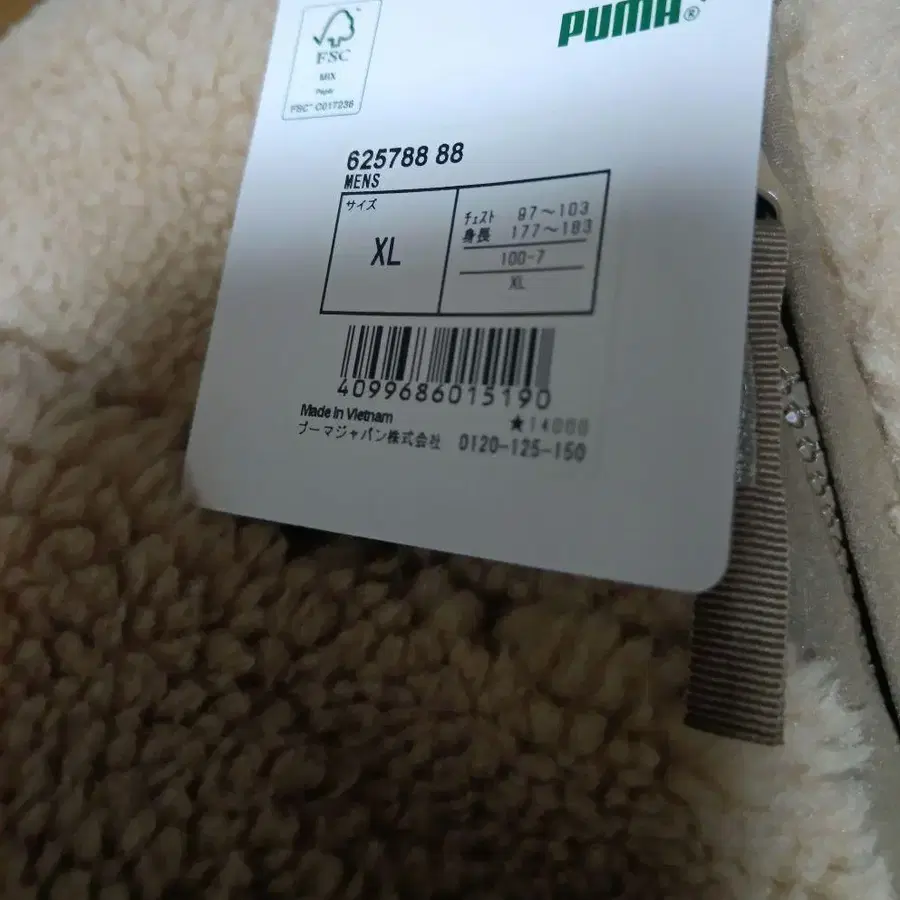 PUMA®
FSC
MIX
Paper
FSC™ C017236
625788 88
MENS
サイズ
XL
チェスト 97～103
身長 177～183
100-7
XL
4099686015190
Made in Vietnam
★14000
プーマジャパン株式会社 0120-125-150